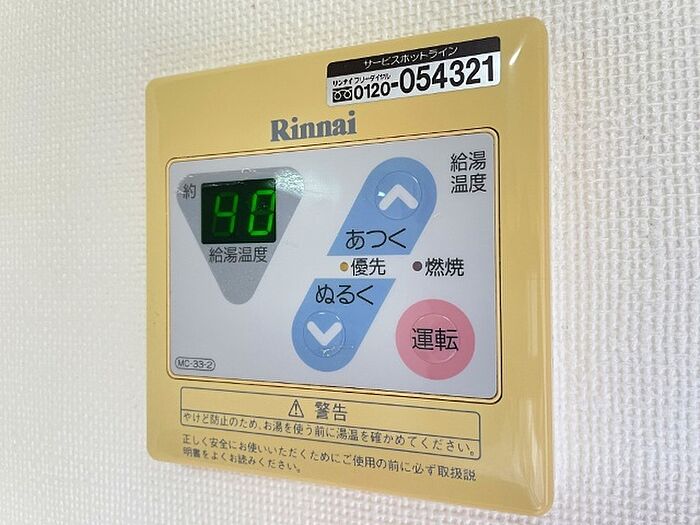 サービスホットライン
リンナイ フリーダイヤル
0120-054321
Rinnai
約
40
給湯温度
給湯
温度
あつく
優先
燃焼
ぬるく
運転
MC-33-2
警告
やけど防止のため、お湯を使う前に湯温を確かめてください。
正しく安全にお使いいただくためにご使用の前に必ず取扱説
明書をよくお読みください。